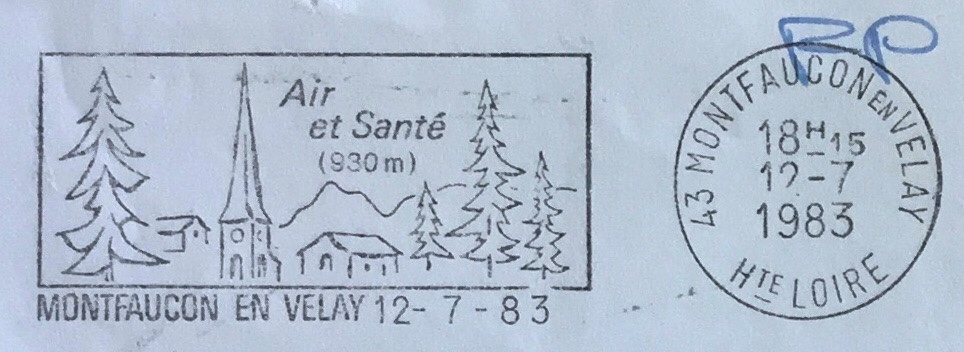 Air
et Santé
(930 m)
MONTFAUCON EN VELAY 12-7-83
RP
43 MONTFAUCON EN VELAY
18H15
12-7
1983
HTE LOIRE